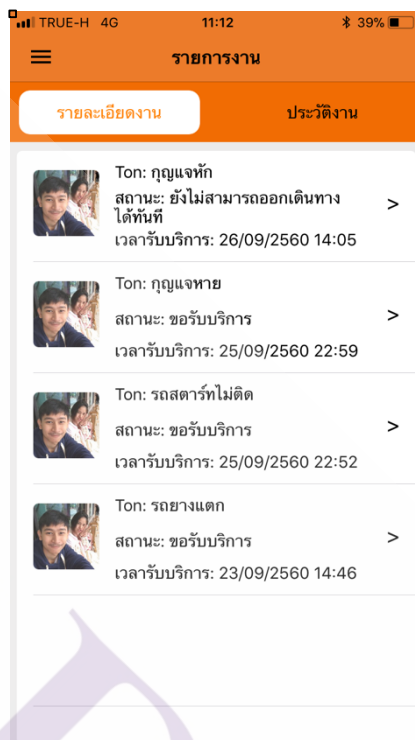 TRUE-H 4G 11:12 39%
รายการงาน
รายละเอียดงาน ประวัติงาน
Ton: กุญแจหัก
สถานะ: ยังไม่สามารถออกเดินทาง
ได้ทันที
เวลารับบริการ: 26/09/2560 14:05
>
Ton: กุญแจหาย
สถานะ: ขอรับบริการ
เวลารับบริการ: 25/09/2560 22:59
>
Ton: รถสตาร์ทไม่ติด
สถานะ: ขอรับบริการ
เวลารับบริการ: 25/09/2560 22:52
>
Ton: รถยางแตก
สถานะ: ขอรับบริการ
เวลารับบริการ: 23/09/2560 14:46
>